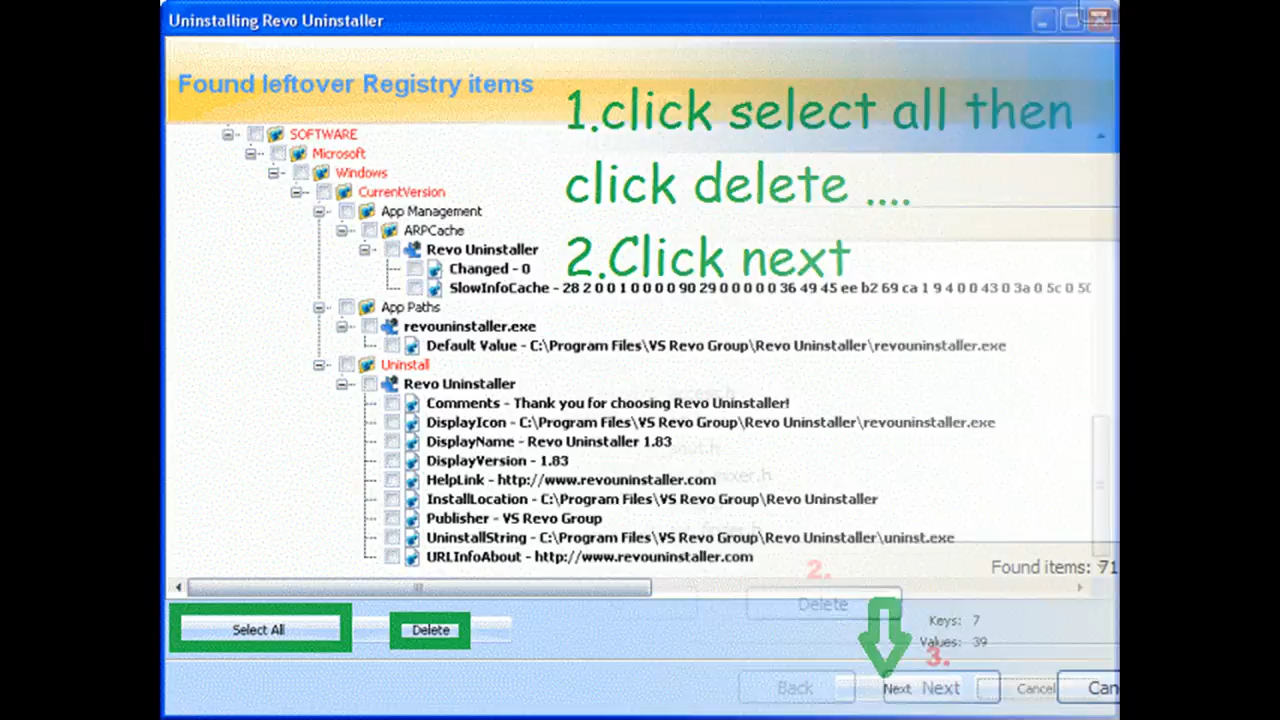 Uninstalling Revo Uninstaller
Found leftover Registry items
1.click select all then
click delete ....
2.Click next
SOFTWARE
Microsoft
Windows
CurrentVersion
App Management
ARPCache
Revo Uninstaller
Changed - 0
SlowInfoCache - 28 2 0 0 1 0 0 0 0 90 29 0 0 0 0 0 36 49 45 ee b2 69 ca 1 9 4 0 0 43 0 3a 0 5c 0 50
App Paths
revouninstaller.exe
Default Value - C:\Program Files\VS Revo Group\Revo Uninstaller\revouninstaller.exe
Uninstall
Revo Uninstaller
Comments - Thank you for choosing Revo Uninstaller!
DisplayIcon - C:\Program Files\VS Revo Group\Revo Uninstaller\revouninstaller.exe
DisplayName - Revo Uninstaller 1.83
DisplayVersion - 1.83
HelpLink - http://www.revouninstaller.com
InstallLocation - C:\Program Files\VS Revo Group\Revo Uninstaller
Publisher - VS Revo Group
UninstallString - C:\Program Files\VS Revo Group\Revo Uninstaller\uninst.exe
URLInfoAbout - http://www.revouninstaller.com
Found items: 71
2.
Delete
Select All
Delete
Keys: 7
Values: 39
3.
Back
Next
Next
Cancel
Can